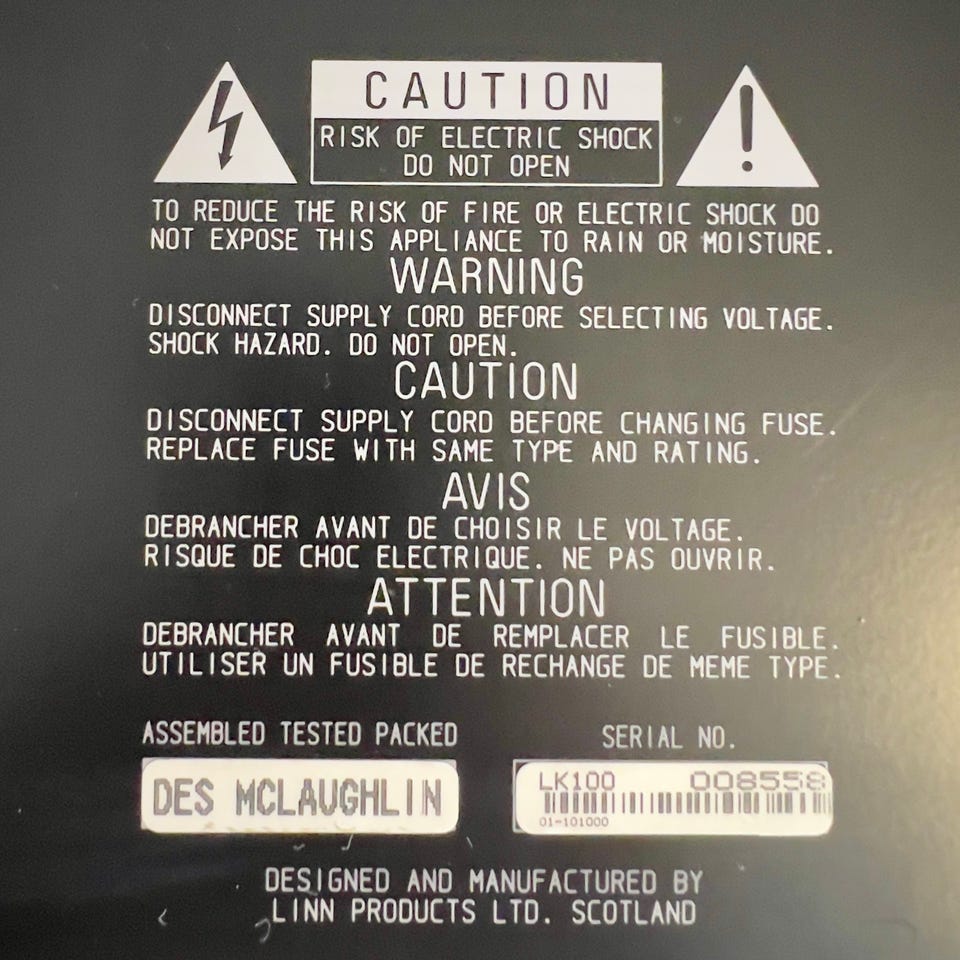 CAUTION
RISK OF ELECTRIC SHOCK
DO NOT OPEN
TO REDUCE THE RISK OF FIRE OR ELECTRIC SHOCK DO
NOT EXPOSE THIS APPLIANCE TO RAIN OR MOISTURE.
WARNING
DISCONNECT SUPPLY CORD BEFORE SELECTING VOLTAGE.
SHOCK HAZARD. DO NOT OPEN.
CAUTION
DISCONNECT SUPPLY CORD BEFORE CHANGING FUSE.
REPLACE FUSE WITH SAME TYPE AND RATING.
AVIS
DEBRANCHER AVANT DE CHOISIR LE VOLTAGE.
RISQUE DE CHOC ELECTRIQUE. NE PAS OUVRIR.
ATTENTION
DEBRANCHER AVANT DE REMPLACER LE FUSIBLE.
UTILISER UN FUSIBLE DE RECHANGE DE MEME TYPE.
ASSEMBLED TESTED PACKED
DES MCLAUGHLIN
SERIAL NO.
LK100 008558
01-101000
DESIGNED AND MANUFACTURED BY
LINN PRODUCTS LTD. SCOTLAND